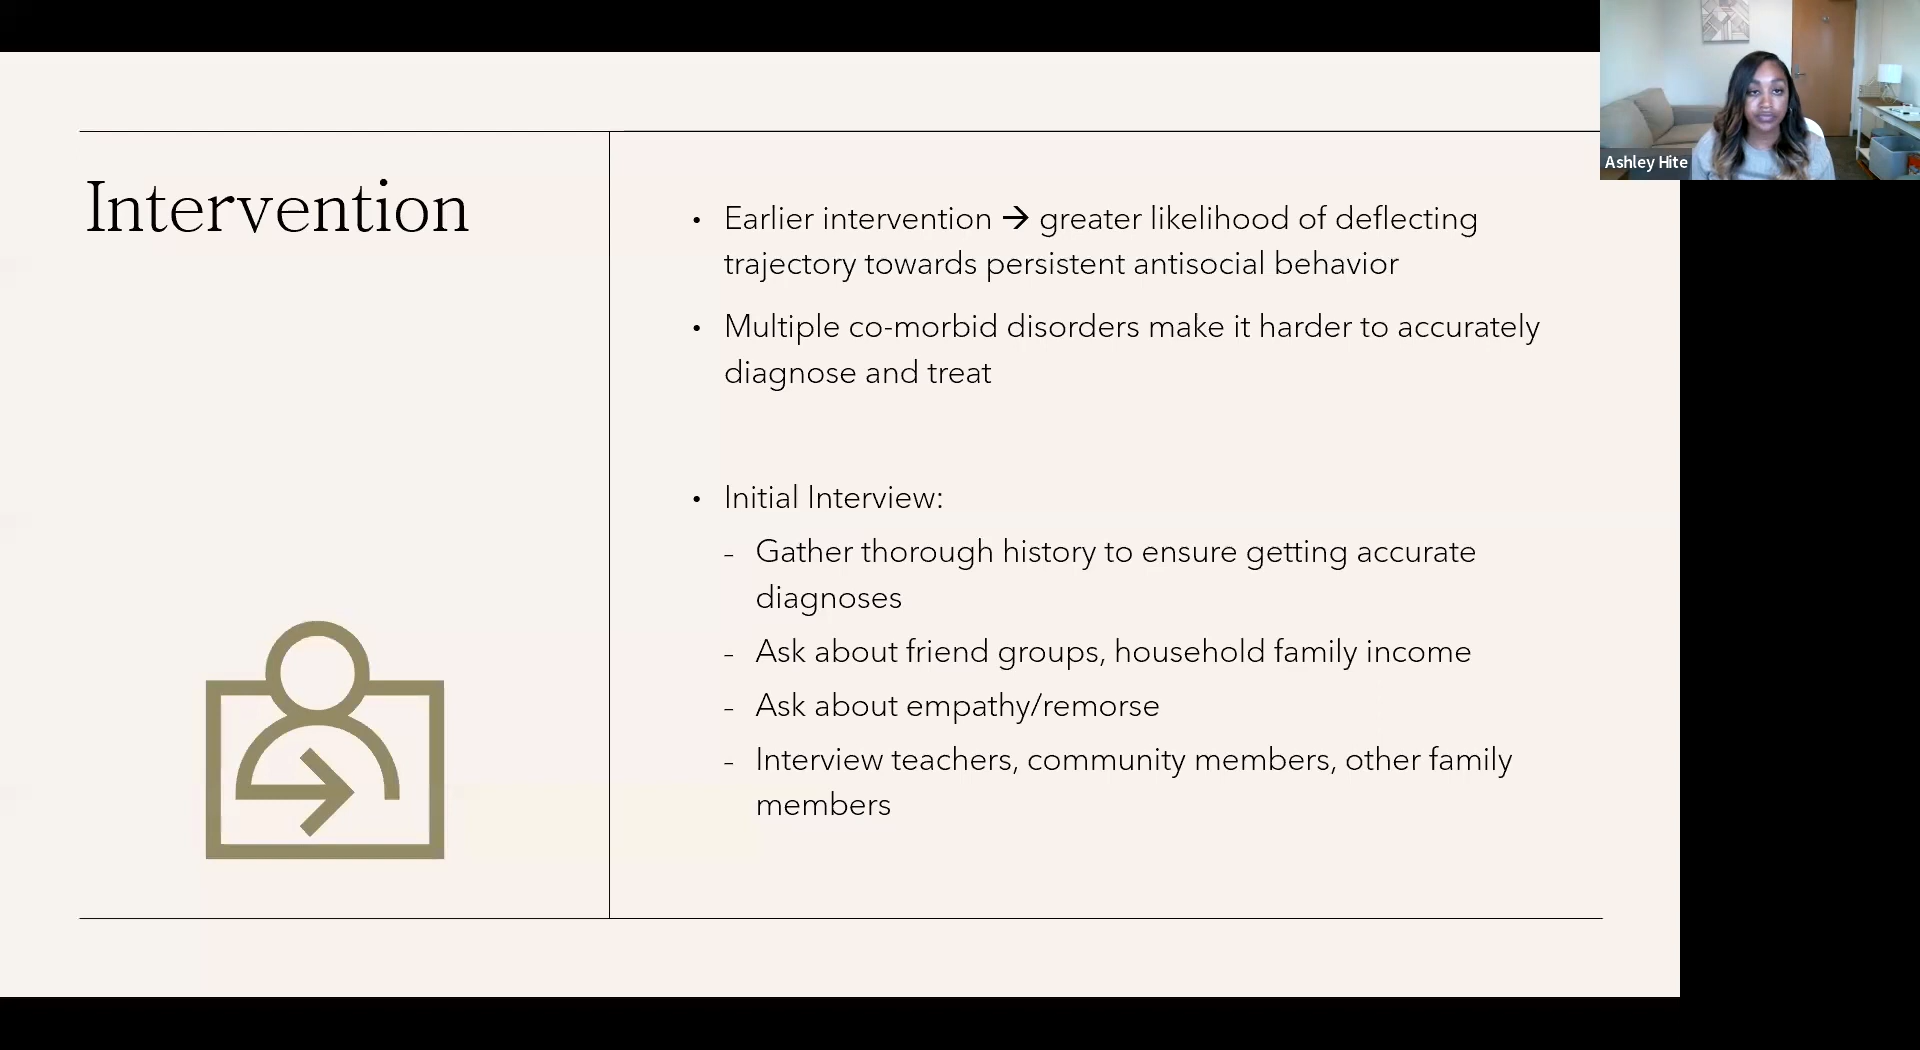 Intervention
• Earlier intervention → greater likelihood of deflecting
trajectory towards persistent antisocial behavior
• Multiple co-morbid disorders make it harder to accurately
diagnose and treat
• Initial Interview:
- Gather thorough history to ensure getting accurate
diagnoses
- Ask about friend groups, household family income
- Ask about empathy/remorse
- Interview teachers, community members, other family
members
Ashley Hite